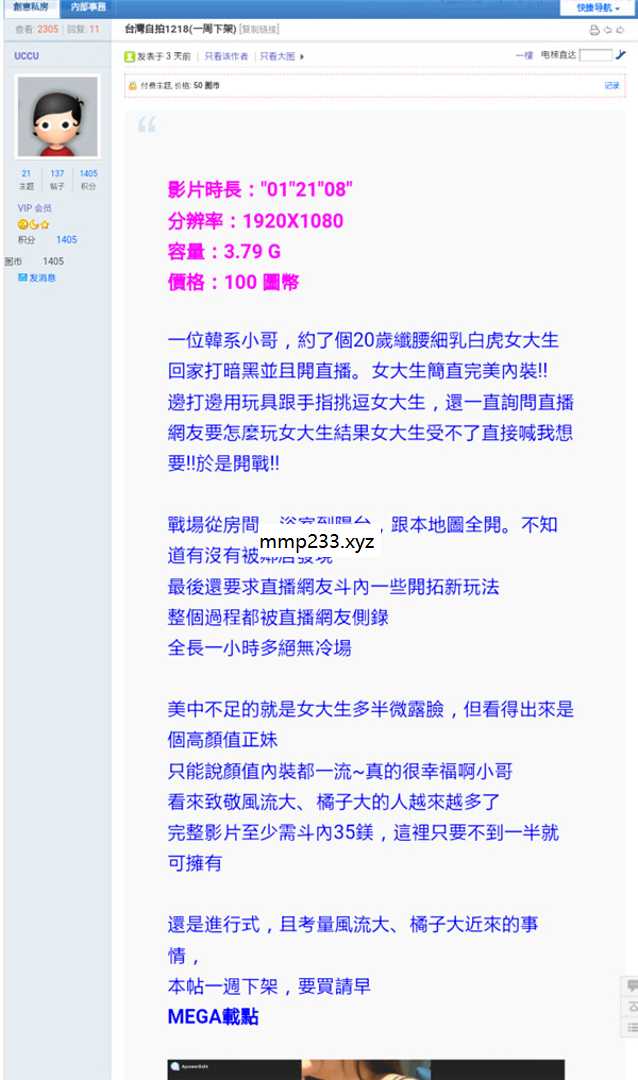 創意私房 內部事務
快捷导航
查看: 2305 回复: 11
台灣自拍1218(一周下架) [复制链接]
UCCU
发表于 3 天前 | 只看该作者 | 只看大图
一樓 电梯直达
付费主题, 价格: 50 图币
记录
21 137 1405
主题 帖子 积分
VIP 会员
积分 1405
图币 1405
发消息
影片時長："01"21"08"
分辨率：1920X1080
容量：3.79 G
價格：100 圖幣
一位韓系小哥，約了個20歲纖腰細乳白虎女大生
回家打暗黑並且開直播。女大生簡直完美內裝!!
邊打邊用玩具跟手指挑逗女大生，還一直詢問直播
網友要怎麼玩女大生結果女大生受不了直接喊我想
要!!於是開戰!!
戰場從房間 ，跟本地圖全開。不知
mmp233.xyz
道有沒有被
最後還要求直播網友斗內一些開拓新玩法
整個過程都被直播網友側錄
全長一小時多絕無冷場
美中不足的就是女大生多半微露臉，但看得出來是
個高顏值正妹
只能說顏值內裝都一流~真的很幸福啊小哥
看來致敬風流大、橘子大的人越來越多了
完整影片至少需斗內35鎂，這裡只要不到一半就
可擁有
還是進行式，且考量風流大、橘子大近來的事
情，
本帖一週下架，要買請早
MEGA載點